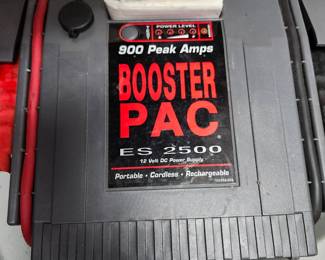 POWER LEVEL
900 Peak Amps
BOOSTER
PAC
ES 2500
12 Volt DC Power Supply
Portable • Cordless • Rechargeable